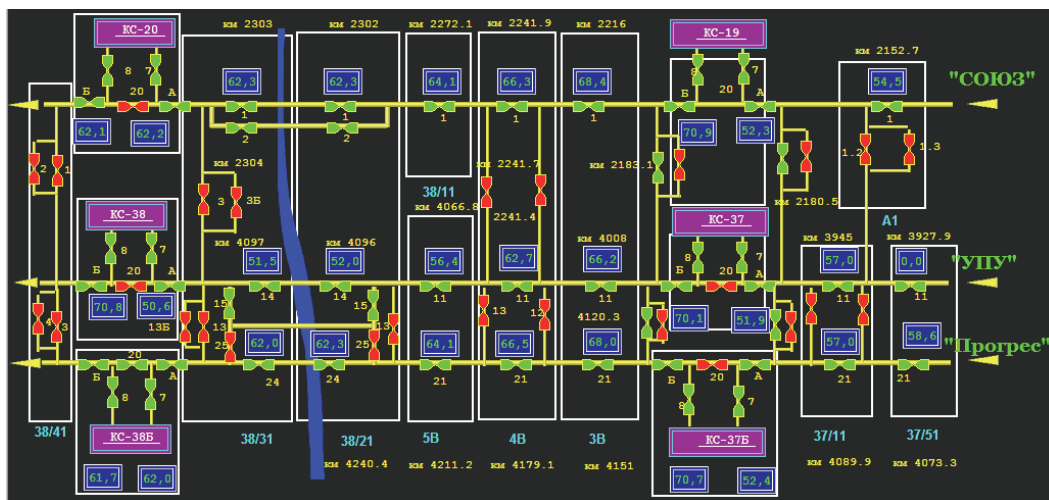 км 2303 км 2302 км 2272.1 км 2241.9 км 2216
КС-20 КС-19
км 2152.7
8 7 8 7
62,3 62,3 64,1 66,3 68,4 54,5 "СОЮЗ"
Б 20 А Б 20 А
1 1 1 1 1 1
62,1 62,2 2 2 70,9 52,3
2 1 км 2304 км 2241.7 км 2183.1 1.2 1.3
38/11
3 3Б км 4066.8 км 2180.5
КС-38 2241.4 КС-37 А1
км 4097 км 4096 км 4008 км 3945 км 3927.9
8 7 8 7
51,5 52,0 56,4 62,7 66,2 57,0 0,0 "УПУ"
Б 20 А Б 20 А
14 14 11 11 11 11 11
70,8 50,6 15 15 70,1 51,9
4 3 13Б 13 13 13 12 4120.3
25 62,0 62,3 25 64,1 66,5 68,0 57,0 58,6 "Прогрес"
20 20
Б А Б А
24 24 21 21 21 21 21
8 7 8 7
38/41 КС-38Б 38/31 38/21 5В 4В 3В КС-37Б 37/11 37/51
км 4240.4 км 4211.2 км 4179.1 км 4151 км 4089.9 км 4073.3
61,7 62,0 70,7 52,4